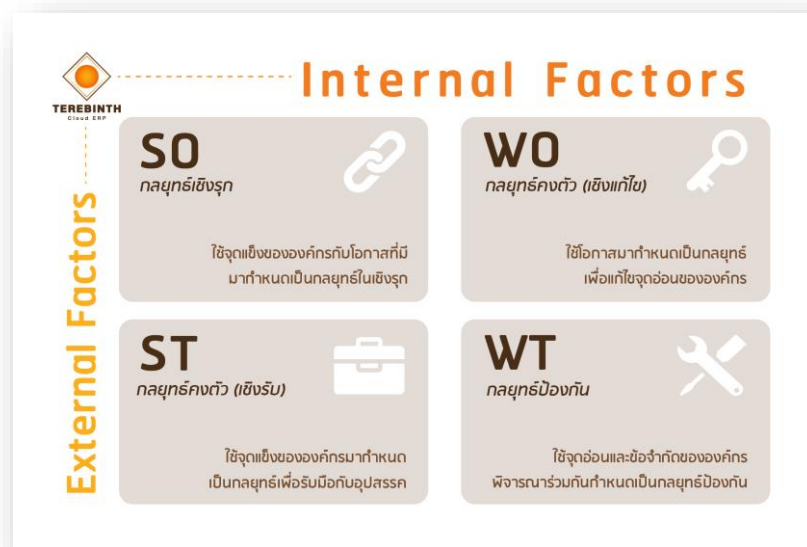 Internal Factors
TEREBINTH
Cloud ERP
External Factors
SO
กลยุทธ์เชิงรุก
ใช้จุดแข็งขององค์กรกับโอกาสที่มี
มากำหนดเป็นกลยุทธ์ในเชิงรุก
WO
กลยุทธ์คงตัว (เชิงแก้ไข)
ใช้โอกาสมากำหนดเป็นกลยุทธ์
เพื่อแก้ไขจุดอ่อนขององค์กร
ST
กลยุทธ์คงตัว (เชิงรับ)
ใช้จุดแข็งขององค์กรมากำหนด
เป็นกลยุทธ์เพื่อรับมือกับอุปสรรค
WT
กลยุทธ์ป้องกัน
ใช้จุดอ่อนและข้อจำกัดขององค์กร
พิจารณาร่วมกันกำหนดเป็นกลยุทธ์ป้องกัน